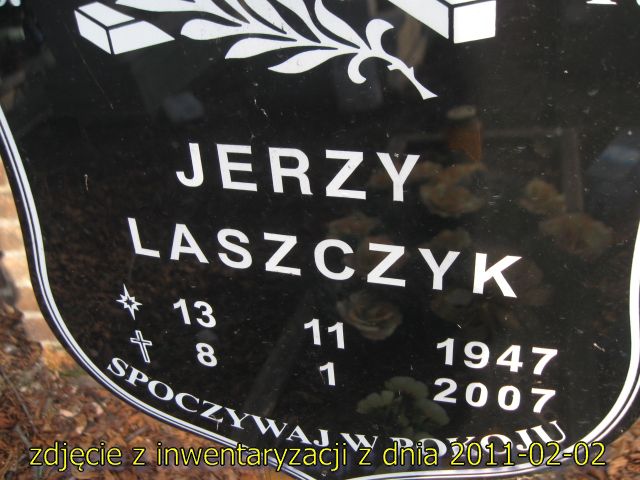 JERZY
LASZCZYK
13 11 1947
8 1 2007
SPOCZYWAJ W POKOJU
zdjęcie z inwentaryzacji z dnia 2011-02-02